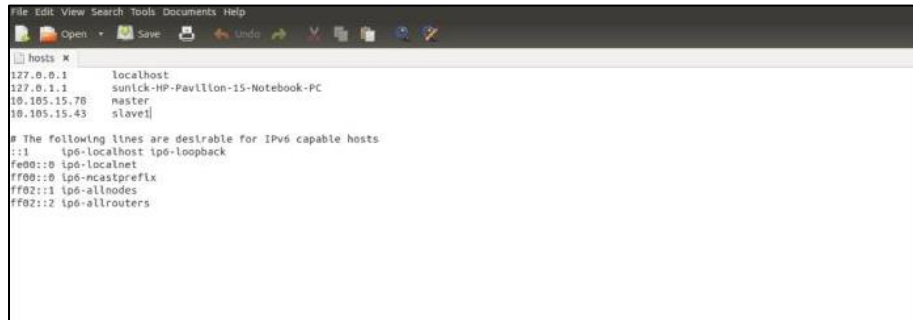 File Edit View Search Tools Documents Help
Open Save Undo
hosts ×
127.0.0.1 localhost
127.0.1.1 sunick-HP-Pavilion-15-Notebook-PC
10.105.15.78 master
10.105.15.43 slave1
# The following lines are desirable for IPv6 capable hosts
::1 ip6-localhost ip6-loopback
fe00::0 ip6-localnet
ff00::0 ip6-mcastprefix
ff02::1 ip6-allnodes
ff02::2 ip6-allrouters